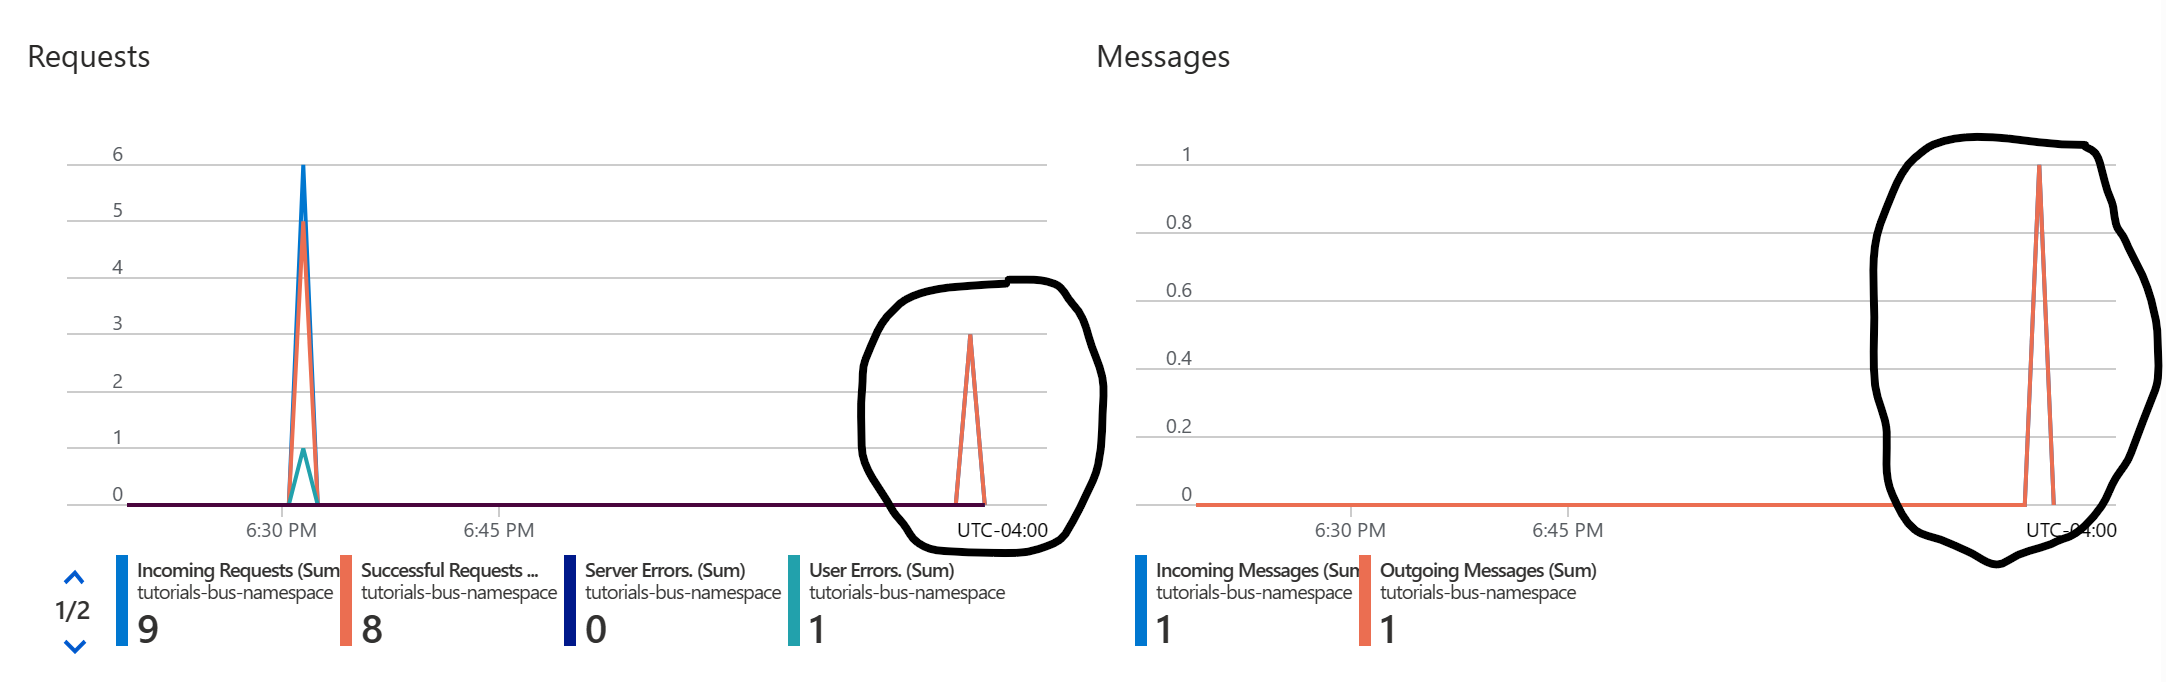 Requests
6
5
4
3
2
1
0
6:30 PM 6:45 PM UTC-04:00
1/2
Incoming Requests (Sum
tutorials-bus-namespace
9
Successful Requests ...
tutorials-bus-namespace
8
Server Errors. (Sum)
tutorials-bus-namespace
0
User Errors. (Sum)
tutorials-bus-namespace
1
Messages
1
0.8
0.6
0.4
0.2
0
6:30 PM 6:45 PM UTC-04:00
Incoming Messages (Sum
tutorials-bus-namespace
1
Outgoing Messages (Sum)
tutorials-bus-namespace
1